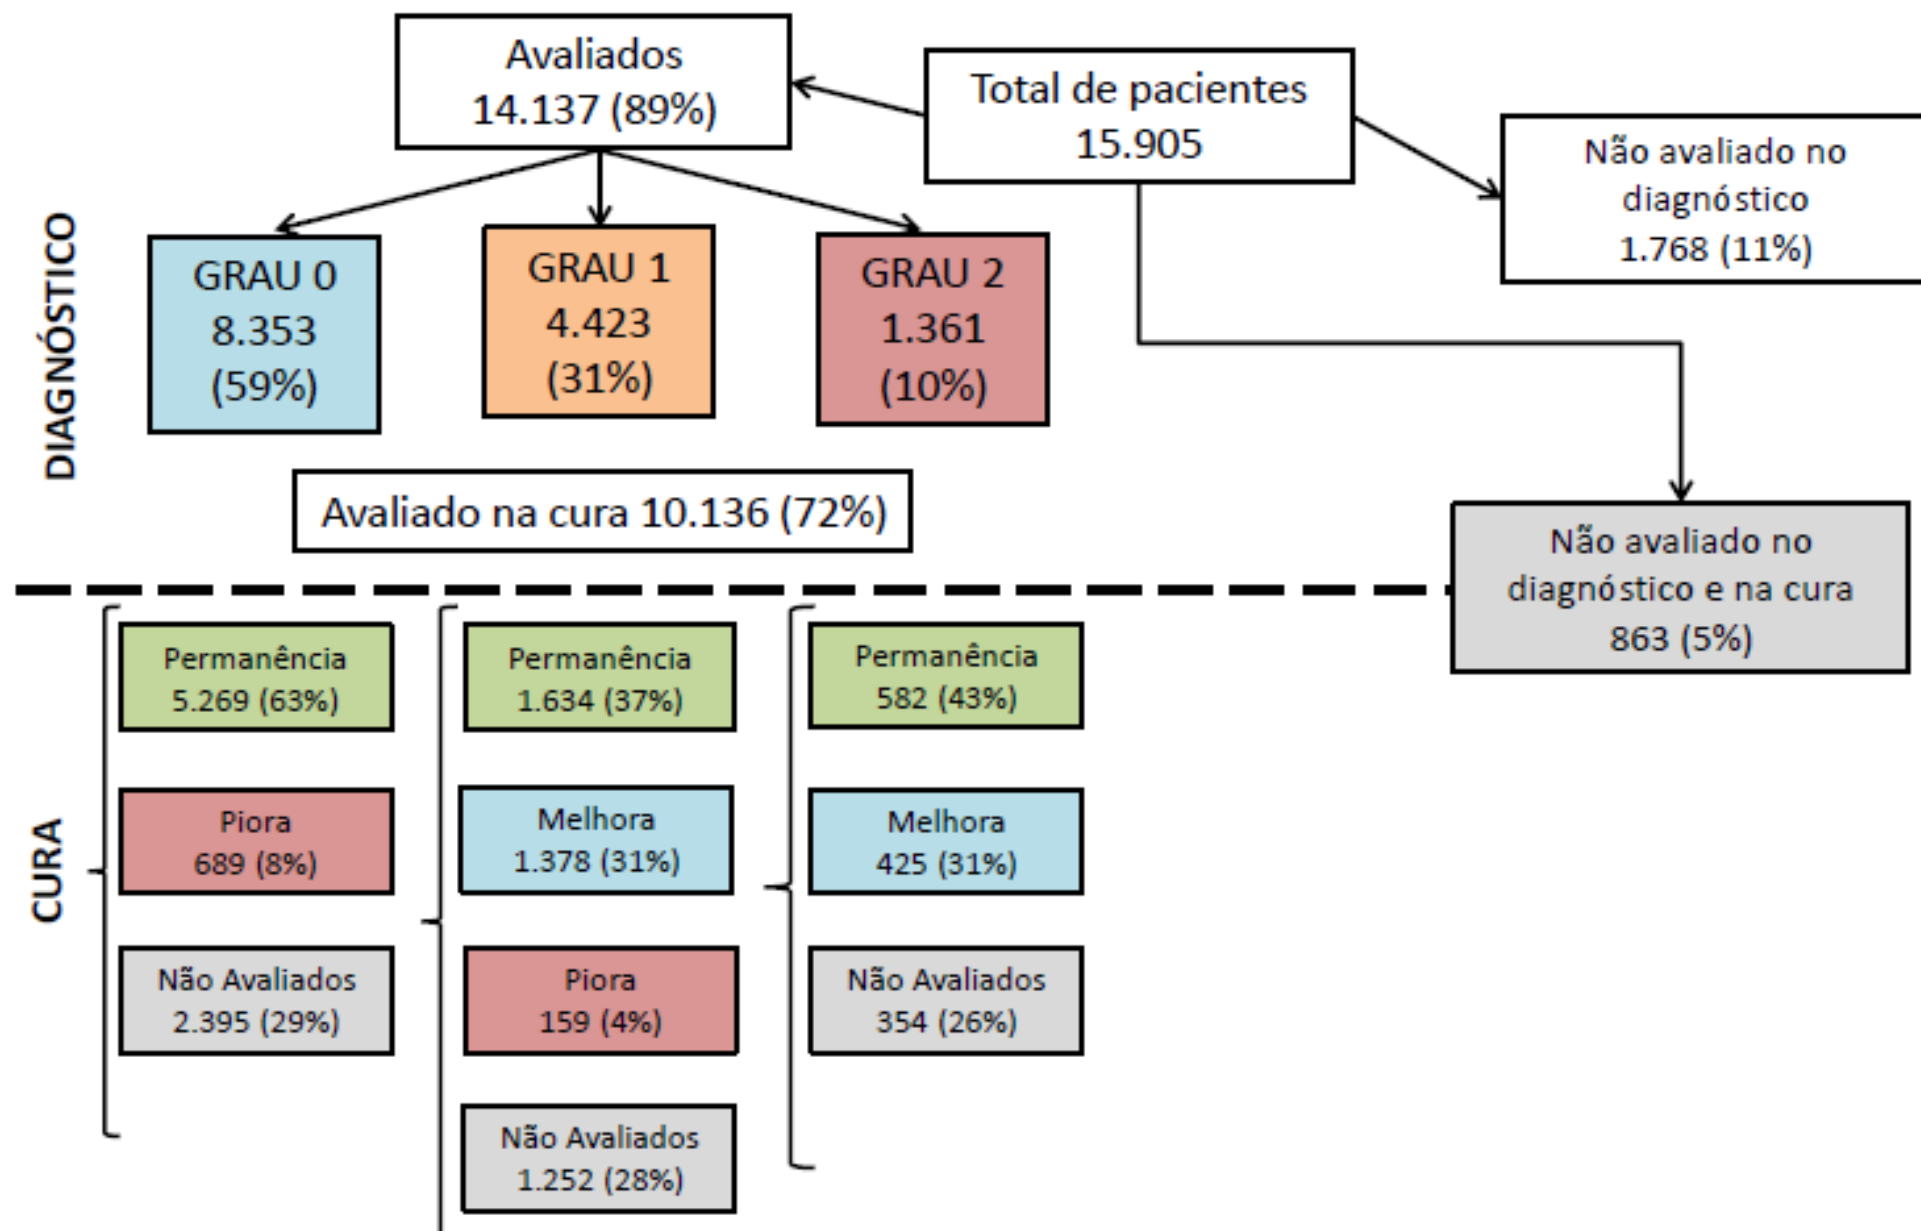 Avaliados
14.137 (89%)
Total de pacientes
15.905
Não avaliado no
diagnóstico
1.768 (11%)
DIAGNÓSTICO
GRAU 0
8.353
(59%)
GRAU 1
4.423
(31%)
GRAU 2
1.361
(10%)
Avaliado na cura 10.136 (72%)
Não avaliado no
diagnóstico e na cura
863 (5%)
CURA
Permanência
5.269 (63%)
Piora
689 (8%)
Não Avaliados
2.395 (29%)
Permanência
1.634 (37%)
Melhora
1.378 (31%)
Piora
159 (4%)
Não Avaliados
1.252 (28%)
Permanência
582 (43%)
Melhora
425 (31%)
Não Avaliados
354 (26%)